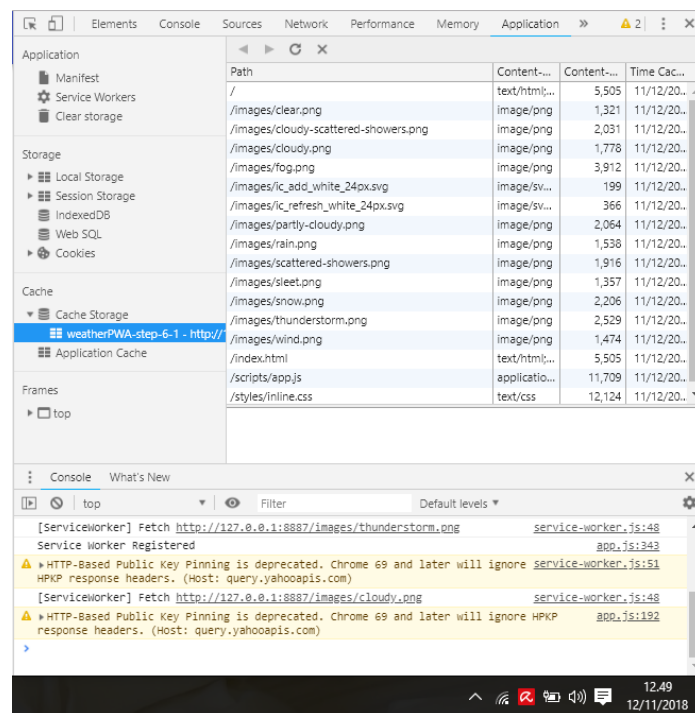 Elements Console Sources Network Performance Memory Application » 2
Application
Manifest
Service Workers
Clear storage
Storage
Local Storage
Session Storage
IndexedDB
Web SQL
Cookies
Cache
Cache Storage
weatherPWA-step-6-1 - http://
Application Cache
Frames
top
Path Content-... Content-... Time Cac...
/ text/html;... 5,505 11/12/20...
/images/clear.png image/png 1,321 11/12/20...
/images/cloudy-scattered-showers.png image/png 2,031 11/12/20...
/images/cloudy.png image/png 1,778 11/12/20...
/images/fog.png image/png 3,912 11/12/20...
/images/ic_add_white_24px.svg image/sv... 199 11/12/20...
/images/ic_refresh_white_24px.svg image/sv... 366 11/12/20...
/images/partly-cloudy.png image/png 2,064 11/12/20...
/images/rain.png image/png 1,538 11/12/20...
/images/scattered-showers.png image/png 1,916 11/12/20...
/images/sleet.png image/png 1,357 11/12/20...
/images/snow.png image/png 2,206 11/12/20...
/images/thunderstorm.png image/png 2,529 11/12/20...
/images/wind.png image/png 1,474 11/12/20...
/index.html text/html;... 5,505 11/12/20...
/scripts/app.js applicatio... 11,709 11/12/20...
/styles/inline.css text/css 12,124 11/12/20...
Console What's New
top Filter Default levels
[ServiceWorker] Fetch http://127.0.0.1:8887/images/thunderstorm.png service-worker.js:48
Service Worker Registered app.js:343
HTTP-Based Public Key Pinning is deprecated. Chrome 69 and later will ignore service-worker.js:51
HPKP response headers. (Host: query.yahooapis.com)
[ServiceWorker] Fetch http://127.0.0.1:8887/images/cloudy.png service-worker.js:48
HTTP-Based Public Key Pinning is deprecated. Chrome 69 and later will ignore HPKP app.js:192
response headers. (Host: query.yahooapis.com)
12.49
12/11/2018